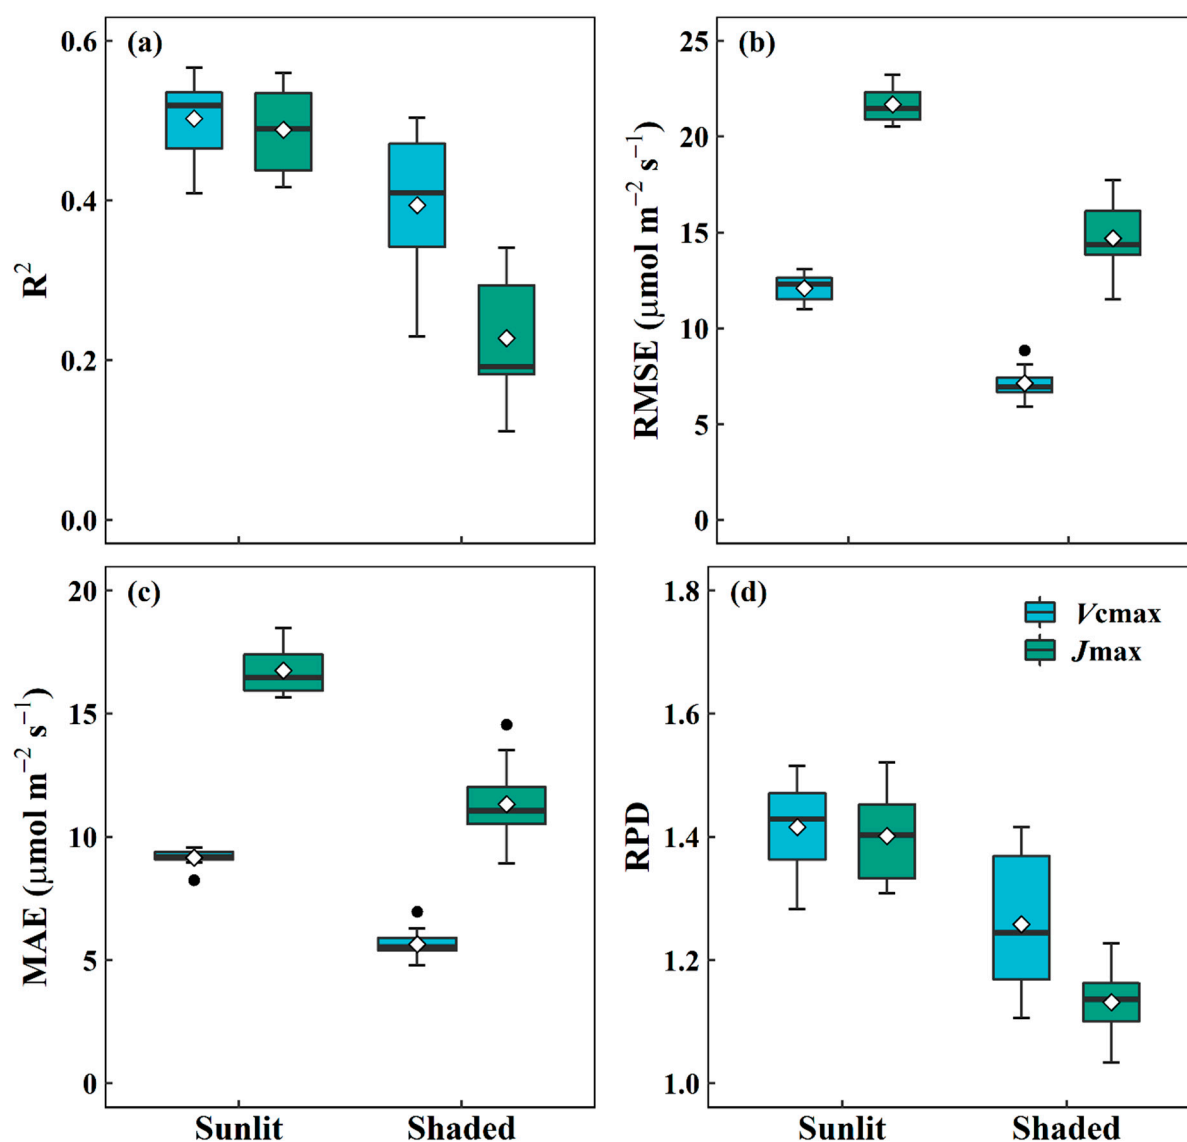 (a)
0.6
0.4
0.2
0.0
R²
(b)
25
20
15
10
5
0
RMSE (μmol m⁻² s⁻¹)
(c)
20
15
10
5
0
MAE (μmol m⁻² s⁻¹)
Sunlit Shaded
(d)
1.8
1.6
1.4
1.2
1.0
RPD
Vcmax
Jmax
Sunlit Shaded